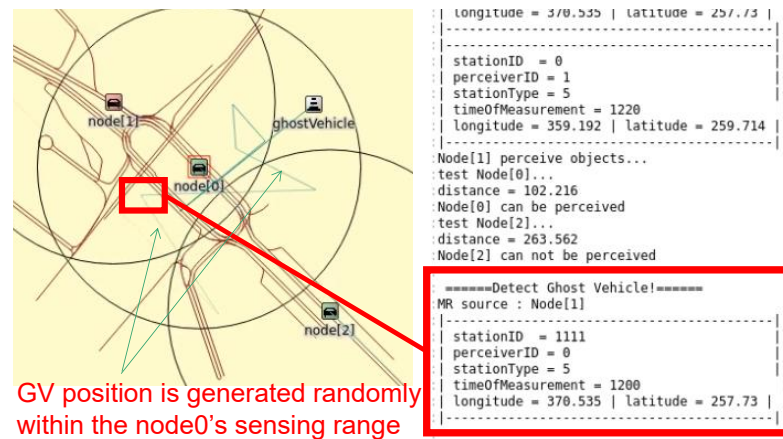 node[1]
ghostVehicle
node[0]
node[2]
GV position is generated randomly
within the node0's sensing range
| longitude = 370.535 | latitude = 257.73 |
|-----------------------------------------|
|-----------------------------------------|
| stationID  = 0
| perceiverID = 1
| stationType = 5
| timeOfMeasurement = 1220
| longitude = 359.192 | latitude = 259.714 |
|-----------------------------------------|
Node[1] perceive objects...
test Node[0]...
distance = 102.216
Node[0] can be perceived
test Node[2]...
distance = 263.562
Node[2] can not be perceived
======Detect Ghost Vehicle!======
MR source : Node[1]
|-----------------------------------------|
| stationID  = 1111 |
| perceiverID = 0 |
| stationType = 5 |
| timeOfMeasurement = 1200
| longitude = 370.535 | latitude = 257.73 |
|-----------------------------------------|